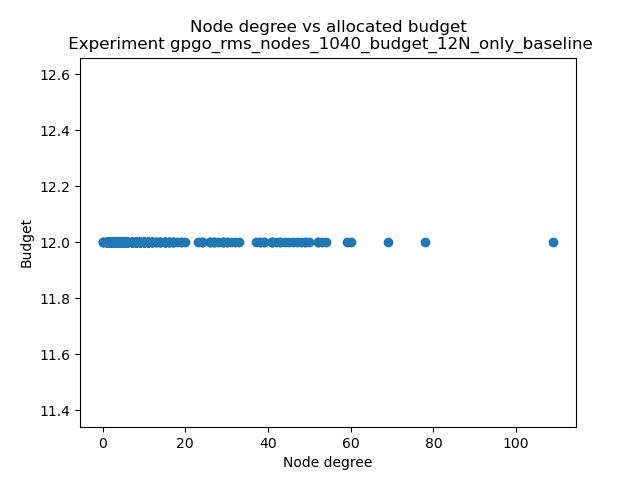 Node degree vs allocated budget
Experiment gpgo_rms_nodes_1040_budget_12N_only_baseline
12.6
12.4
12.2
12.0
11.8
11.6
11.4
Budget
0 20 40 60 80 100
Node degree